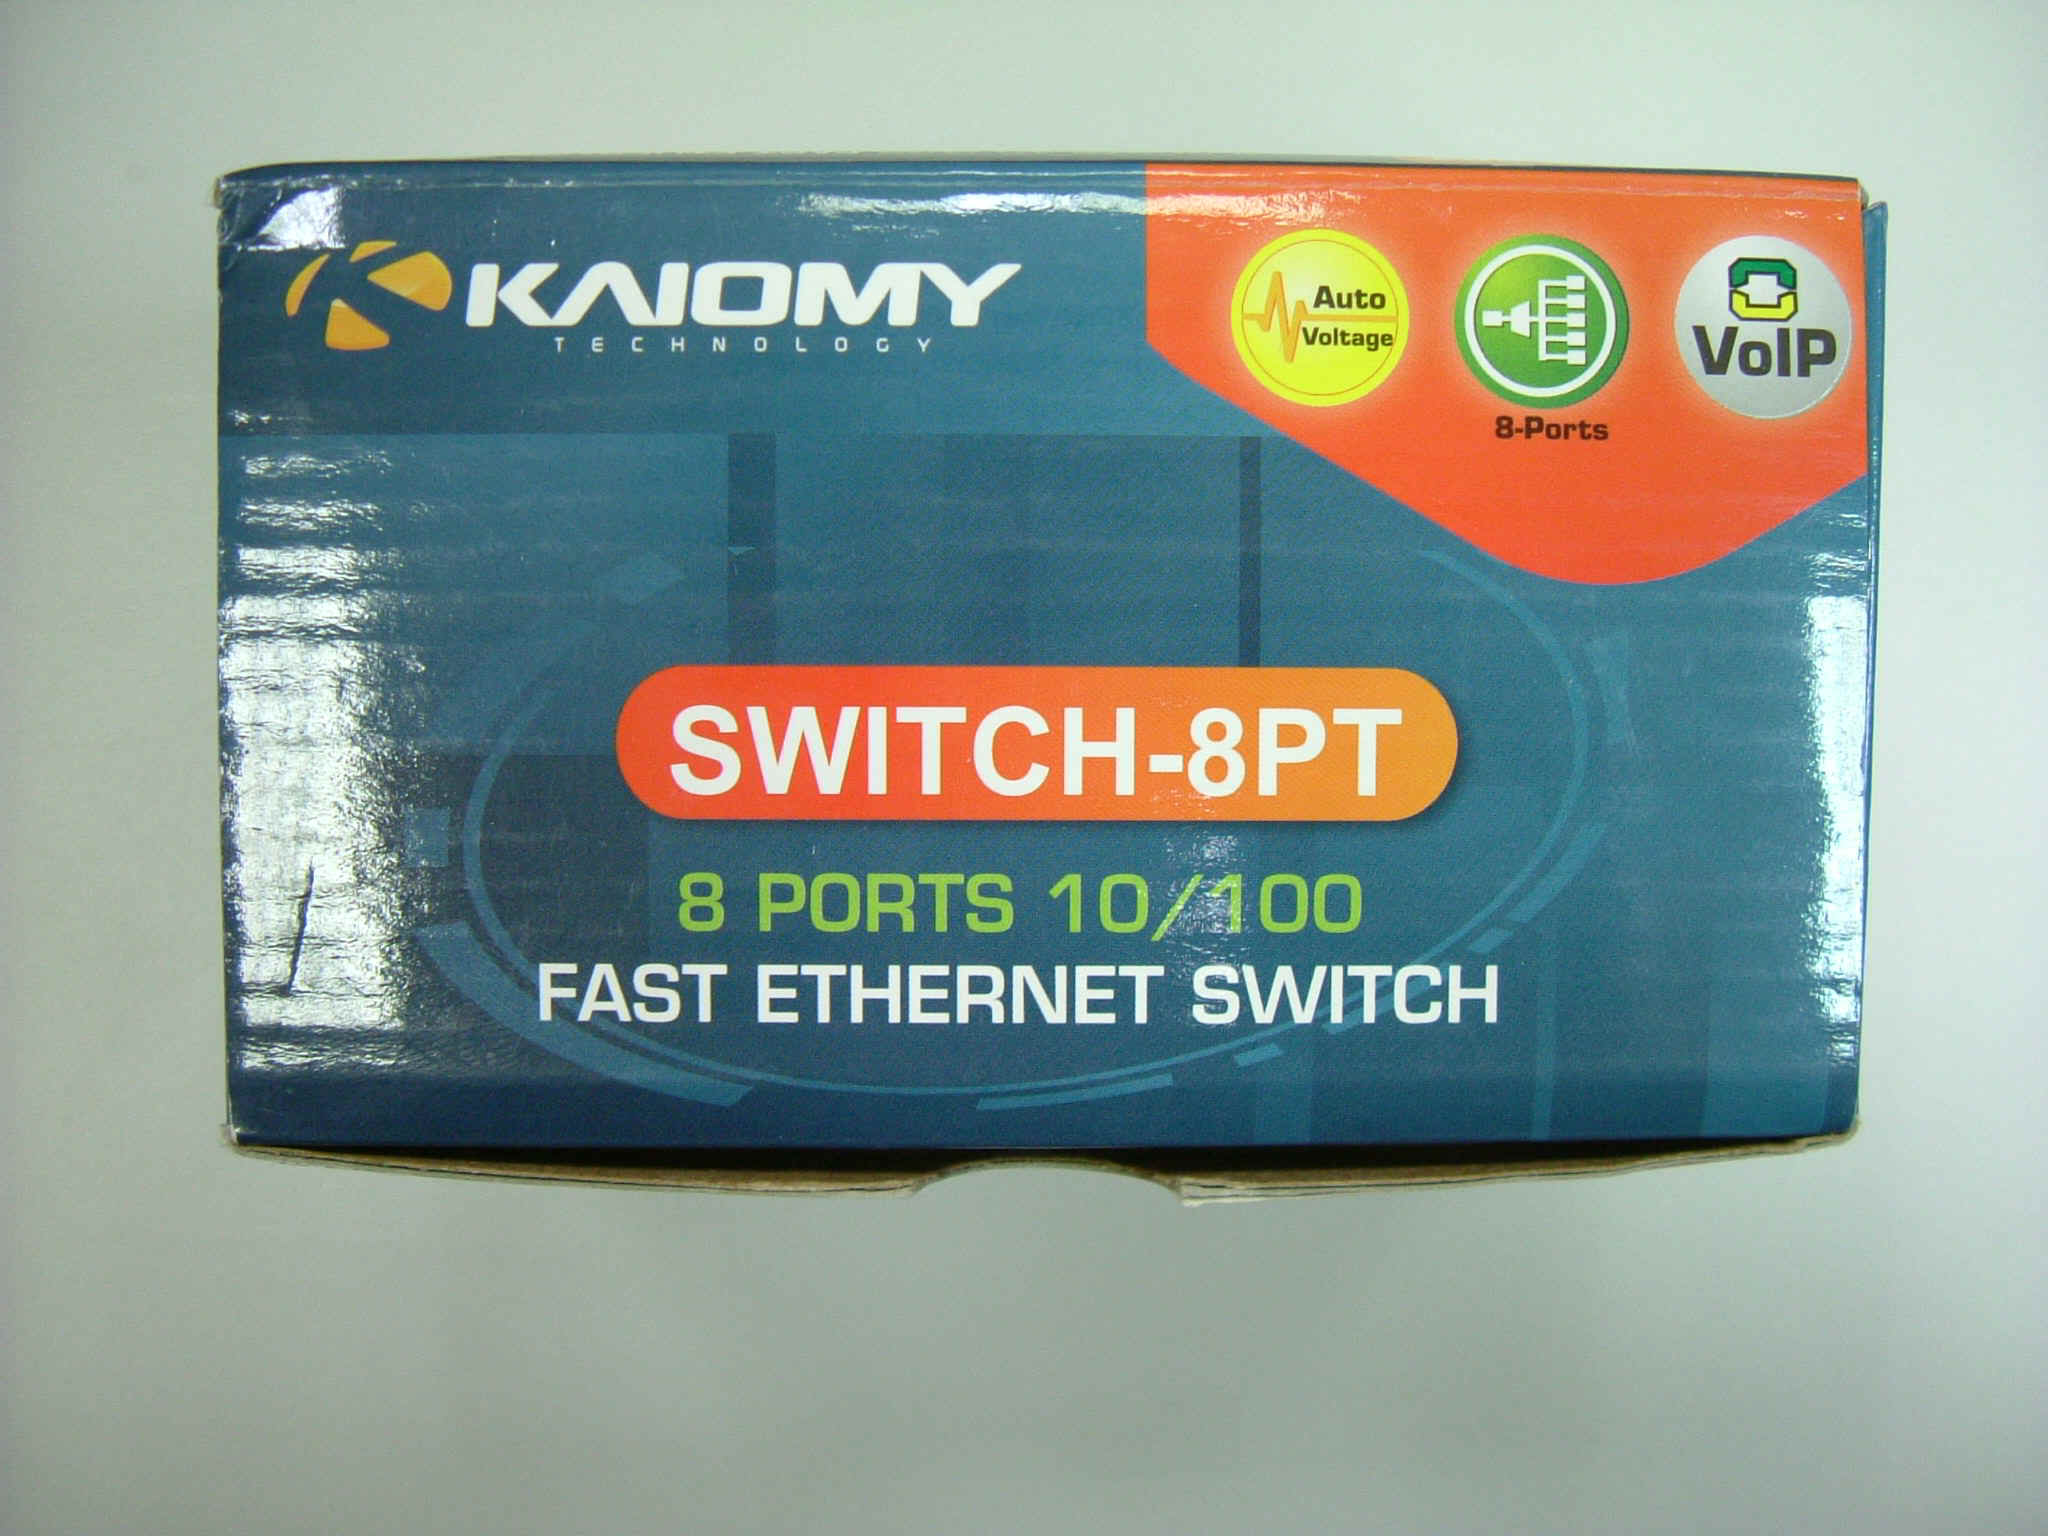 KAIOMY
TECHNOLOGY
Auto
Voltage
8-Ports
VoIP
SWITCH-8PT
8 PORTS 10/100
FAST ETHERNET SWITCH